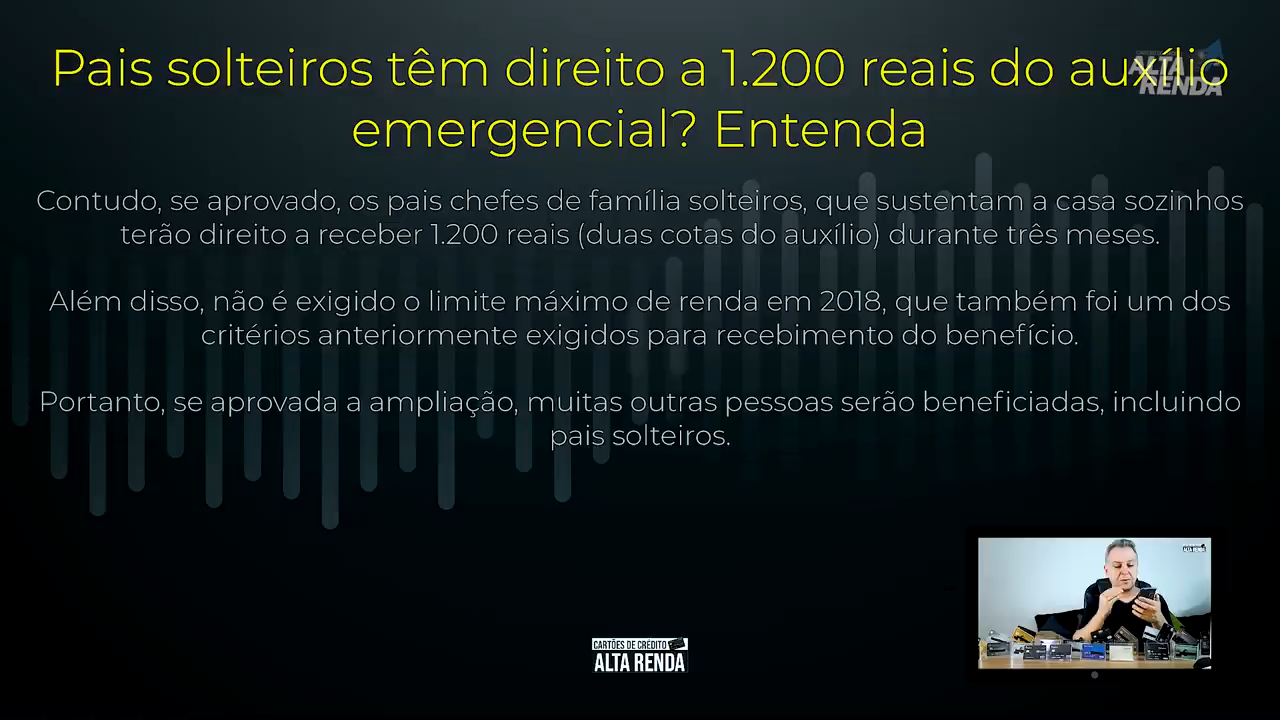 Pais solteiros têm direito a 1.200 reais do auxílio
emergencial? Entenda
ALTA
RENDA
Contudo, se aprovado, os pais chefes de família solteiros, que sustentam a casa sozinhos
terão direito a receber 1.200 reais (duas cotas do auxílio) durante três meses.
Além disso, não é exigido o limite máximo de renda em 2018, que também foi um dos
critérios anteriormente exigidos para recebimento do benefício.
Portanto, se aprovada a ampliação, muitas outras pessoas serão beneficiadas, incluindo
pais solteiros.
ALTA RENDA
CARTÕES DE CRÉDITO
ALTA RENDA